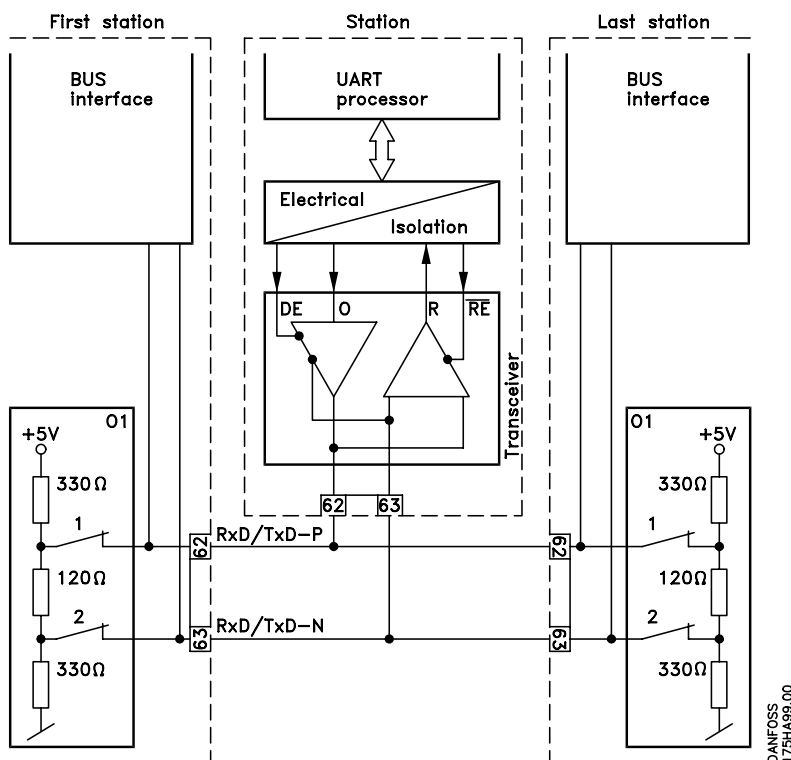 First station
Station
Last station
BUS
interface
UART
processor
BUS
interface
Electrical
Isolation
DE
O
R
RE
Transceiver
O1
+5V
330Ω
1
120Ω
2
330Ω
62
63
62
RxD/TxD-P
63
RxD/TxD-N
62
63
O1
+5V
330Ω
1
120Ω
2
330Ω
DANFOSS
175HA99.00